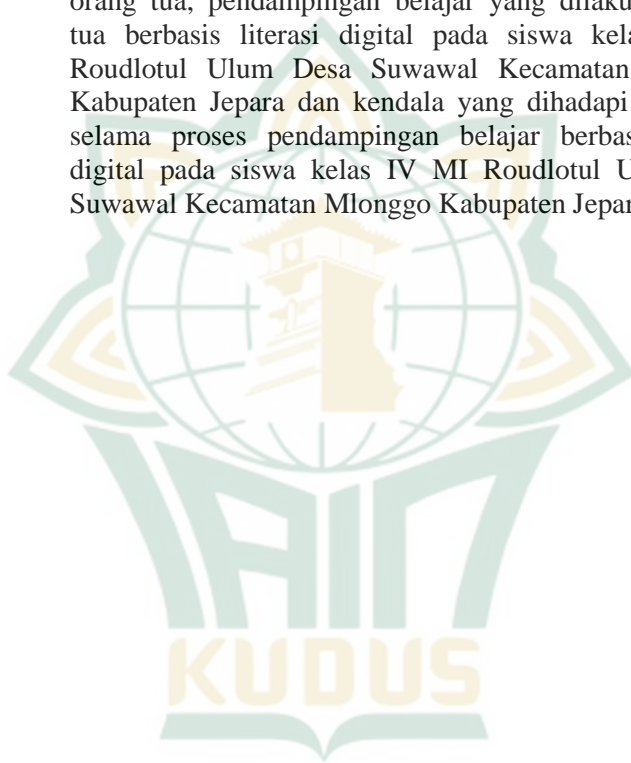 orang tua, pendampingan belajar yang dilaku
tua berbasis literasi digital pada siswa kela
Roudlotul Ulum Desa Suwawal Kecamatan
Kabupaten Jepara dan kendala yang dihadapi
selama proses pendampingan belajar berbas
digital pada siswa kelas IV MI Roudlotul U
Suwawal Kecamatan Mlonggo Kabupaten Jepar
IAIN
KUDUS